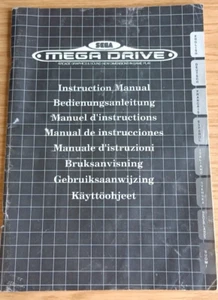 SEGA
MEGA DRIVE
Instruction Manual
Bedienungsanleitung
Manuel d'instructions
Manual de instrucciones
Manuale d'istruzioni
Bruksanvisning
Gebruiksaanwijzing
Käyttöohjeet